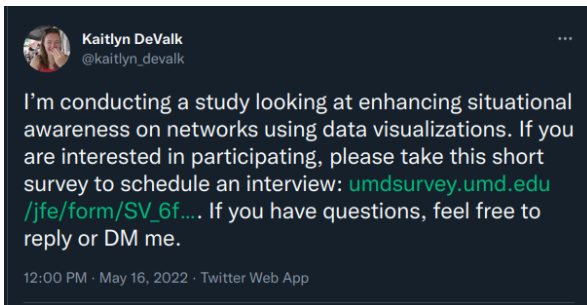 Kaitlyn DeValk
@kaitlyn_devalk
I'm conducting a study looking at enhancing situational
awareness on networks using data visualizations. If you
are interested in participating, please take this short
survey to schedule an interview: umdsurvey.umd.edu
/jfe/form/SV_6f.... If you have questions, feel free to
reply or DM me.
12:00 PM · May 16, 2022 · Twitter Web App